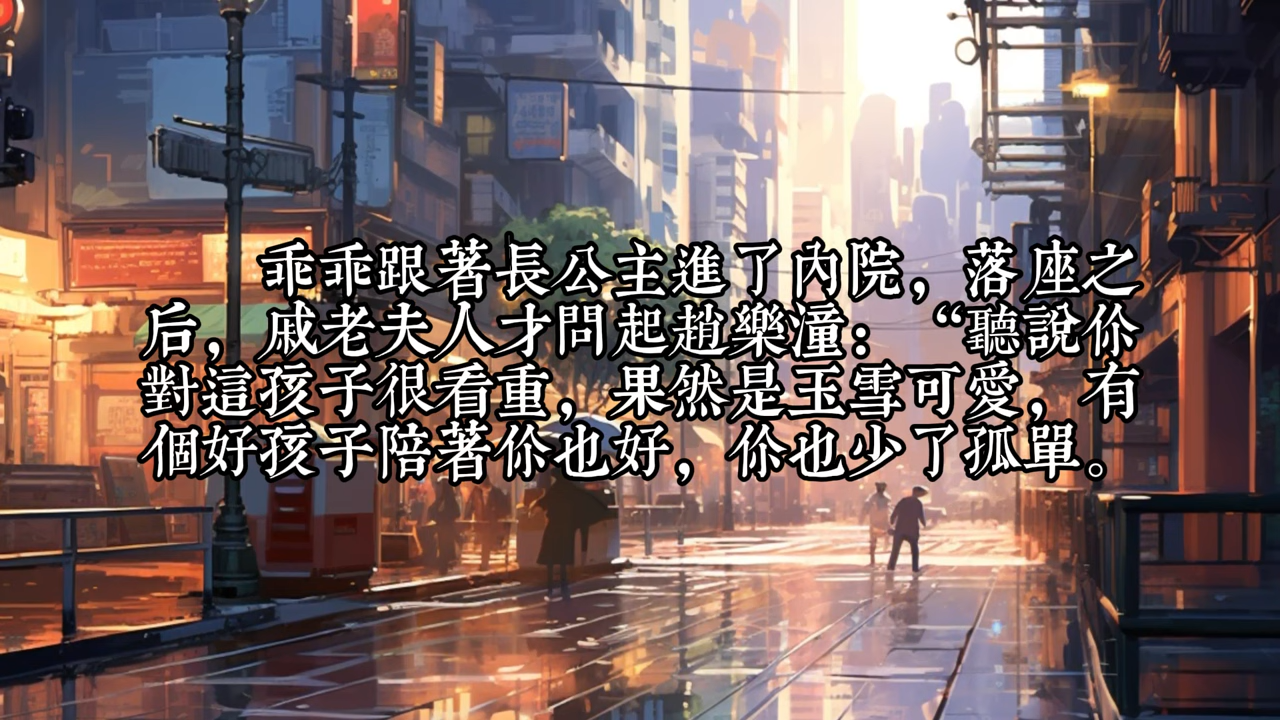 乖乖跟著長公主進了內院，落座之
后，戚老夫人才問起趙樂潼：“聽說你
對這孩子很看重，果然是玉雪可愛，有
個好孩子陪著你也好，你也少了孤單。